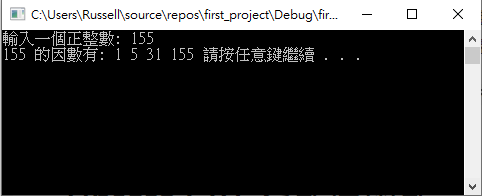 C:\Users\Russell\source\repos\first_project\Debug\fir...
輸入一個正整數: 155
155 的因數有: 1 5 31 155 請按任意鍵繼續 . . .